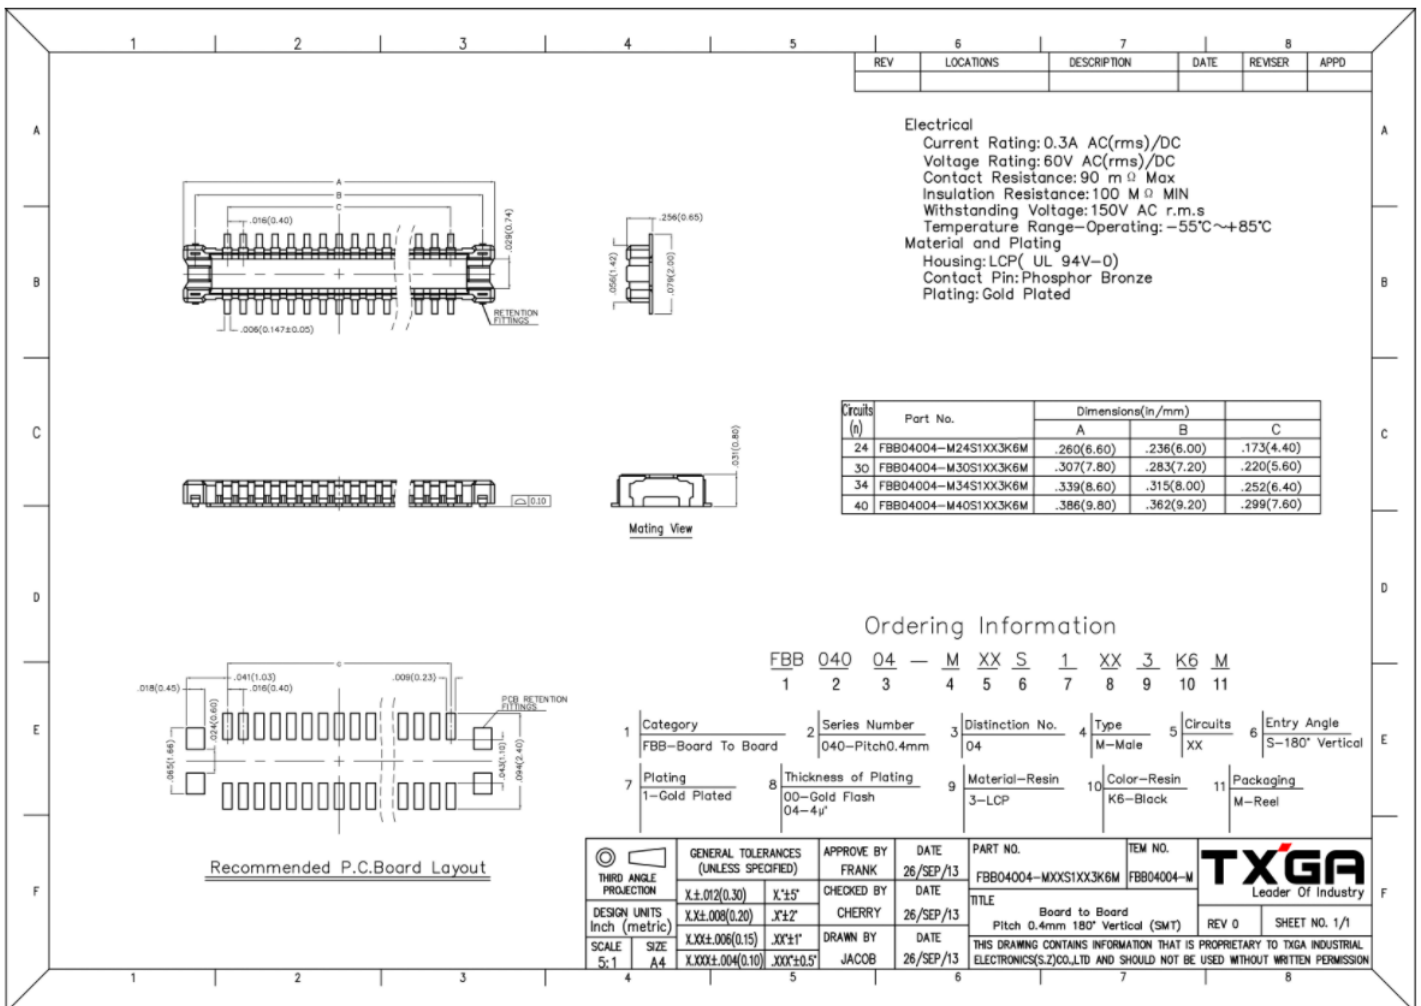 1 2 3 4 5 6 7 8
REV LOCATIONS DESCRIPTION DATE REVISER APPD
A A
Electrical
Current Rating:0.3A AC(rms)/DC
Voltage Rating:60V AC(rms)/DC
Contact Resistance:90 mΩ Max
Insulation Resistance:100 MΩ MIN
Withstanding Voltage:150V AC r.m.s
Temperature Range-Operating:-55°C~+85°C
Material and Plating
Housing:LCP( UL 94V-0)
Contact Pin:Phosphor Bronze
Plating:Gold Plated
A
B
C
.016(0.40)
.029(0.74)
.006(0.147±0.05)
RETENTION
FITTINGS
.256(0.65)
.056(1.42)
.079(2.00)
B B
C C
0.10
.031(0.80)
Mating View
Circuits
(n)
Part No.
Dimensions(in/mm)
A B C
24 FBB04004-M24S1XX3K6M .260(6.60) .236(6.00) .173(4.40)
30 FBB04004-M30S1XX3K6M .307(7.80) .283(7.20) .220(5.60)
34 FBB04004-M34S1XX3K6M .339(8.60) .315(8.00) .252(6.40)
40 FBB04004-M40S1XX3K6M .386(9.80) .362(9.20) .299(7.60)
D D
Ordering Information
FBB 040 04 - M XX S 1 XX 3 K6 M
1 2 3 4 5 6 7 8 9 10 11
1 Category
FBB-Board To Board
2 Series Number
040-Pitch0.4mm
3 Distinction No.
04
4 Type
M-Male
5 Circuits
XX
6 Entry Angle
S-180° Vertical
7 Plating
1-Gold Plated
8 Thickness of Plating
00-Gold Flash
04-4μ"
9 Material-Resin
3-LCP
10 Color-Resin
K6-Black
11 Packaging
M-Reel
.041(1.03)
.009(0.23)
.018(0.45)
.016(0.40)
PCB RETENTION
FITTINGS
.024(0.60)
.065(1.66)
.043(1.10)
.094(2.40)
E E
Recommended P.C.Board Layout
F F
THIRD ANGLE
PROJECTION
DESIGN UNITS
Inch (metric)
SCALE SIZE
5:1 A4
GENERAL TOLERANCES
(UNLESS SPECIFIED)
X.±.012(0.30) X.°±5°
X.X±.008(0.20) .X°±2°
X.XX±.006(0.15) .XX°±1°
X.XXX±.004(0.10) .XXX°±0.5°
APPROVE BY DATE
FRANK 26/SEP/13
CHECKED BY DATE
CHERRY 26/SEP/13
DRAWN BY DATE
JACOB 26/SEP/13
PART NO. ITEM NO.
FBB04004-MXXS1XX3K6M FBB04004-M
TITLE
Board to Board
Pitch 0.4mm 180° Vertical (SMT)
TXGA
Leader Of Industry
REV 0 SHEET NO. 1/1
THIS DRAWING CONTAINS INFORMATION THAT IS PROPRIETARY TO TXGA INDUSTRIAL
ELECTRONICS(S.Z)CO.,LTD AND SHOULD NOT BE USED WITHOUT WRITTEN PERMISSION
1 2 3 4 5 6 7 8